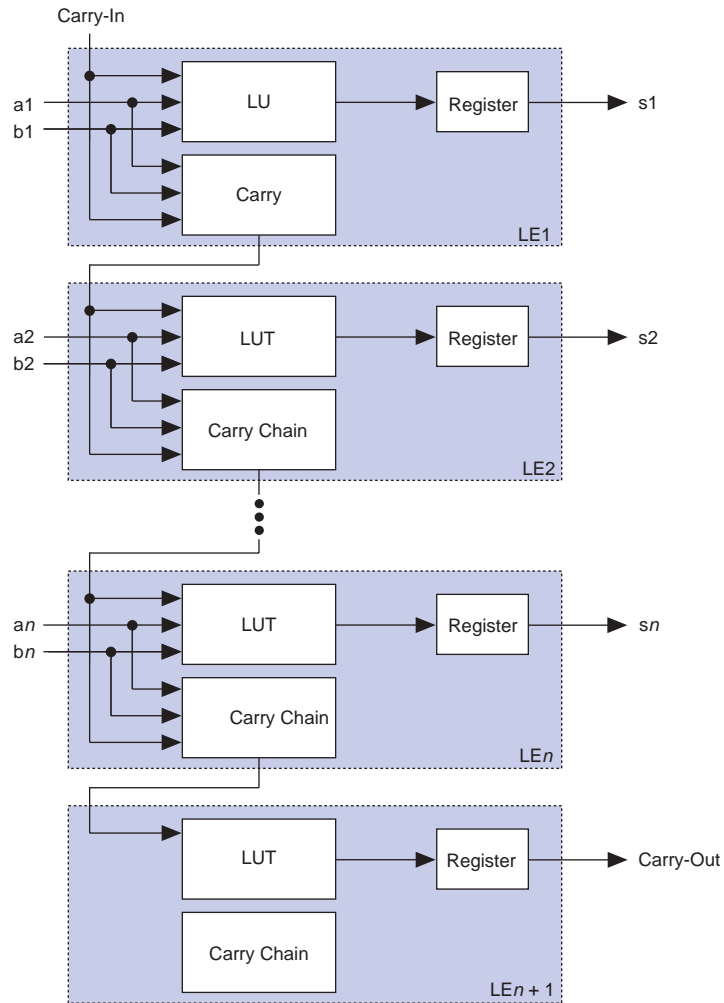 Carry-In
a1
b1
LU
Register
s1
Carry
LE1
a2
b2
LUT
Register
s2
Carry Chain
LE2
an
bn
LUT
Register
sn
Carry Chain
LEn
LUT
Register
Carry-Out
Carry Chain
LEn + 1